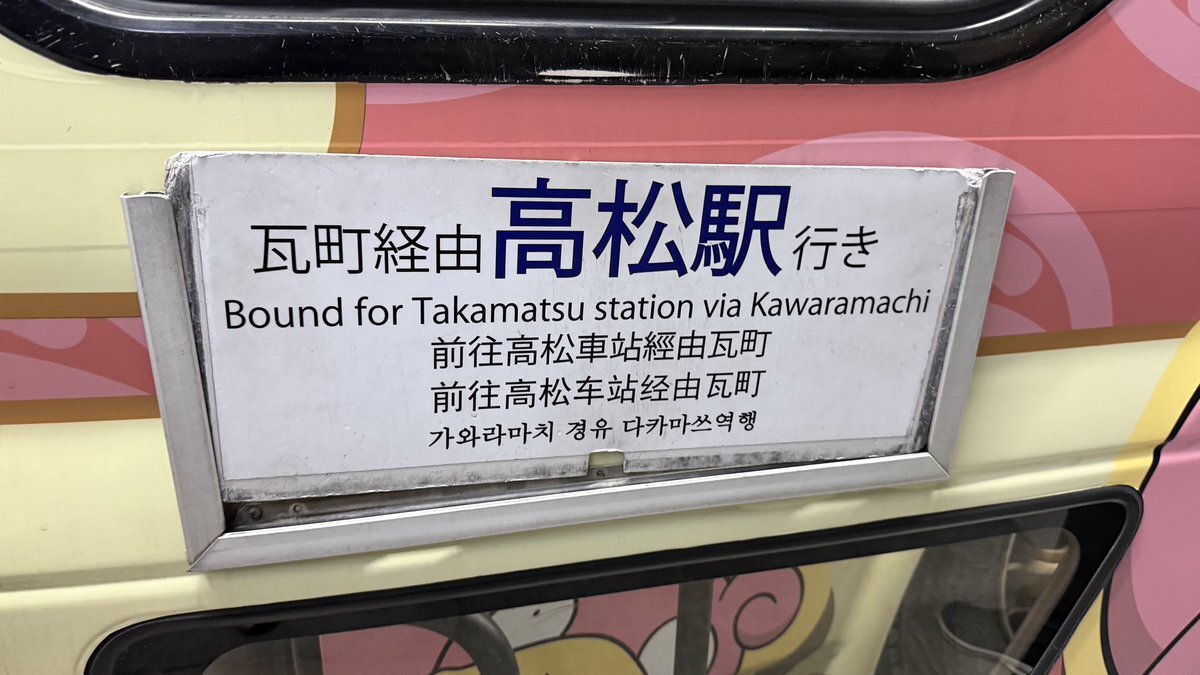 瓦町経由高松駅行き
Bound for Takamatsu station via Kawaramachi
前往高松車站經由瓦町
前往高松车站经由瓦町
가와라마치 경유 다카마쓰역행